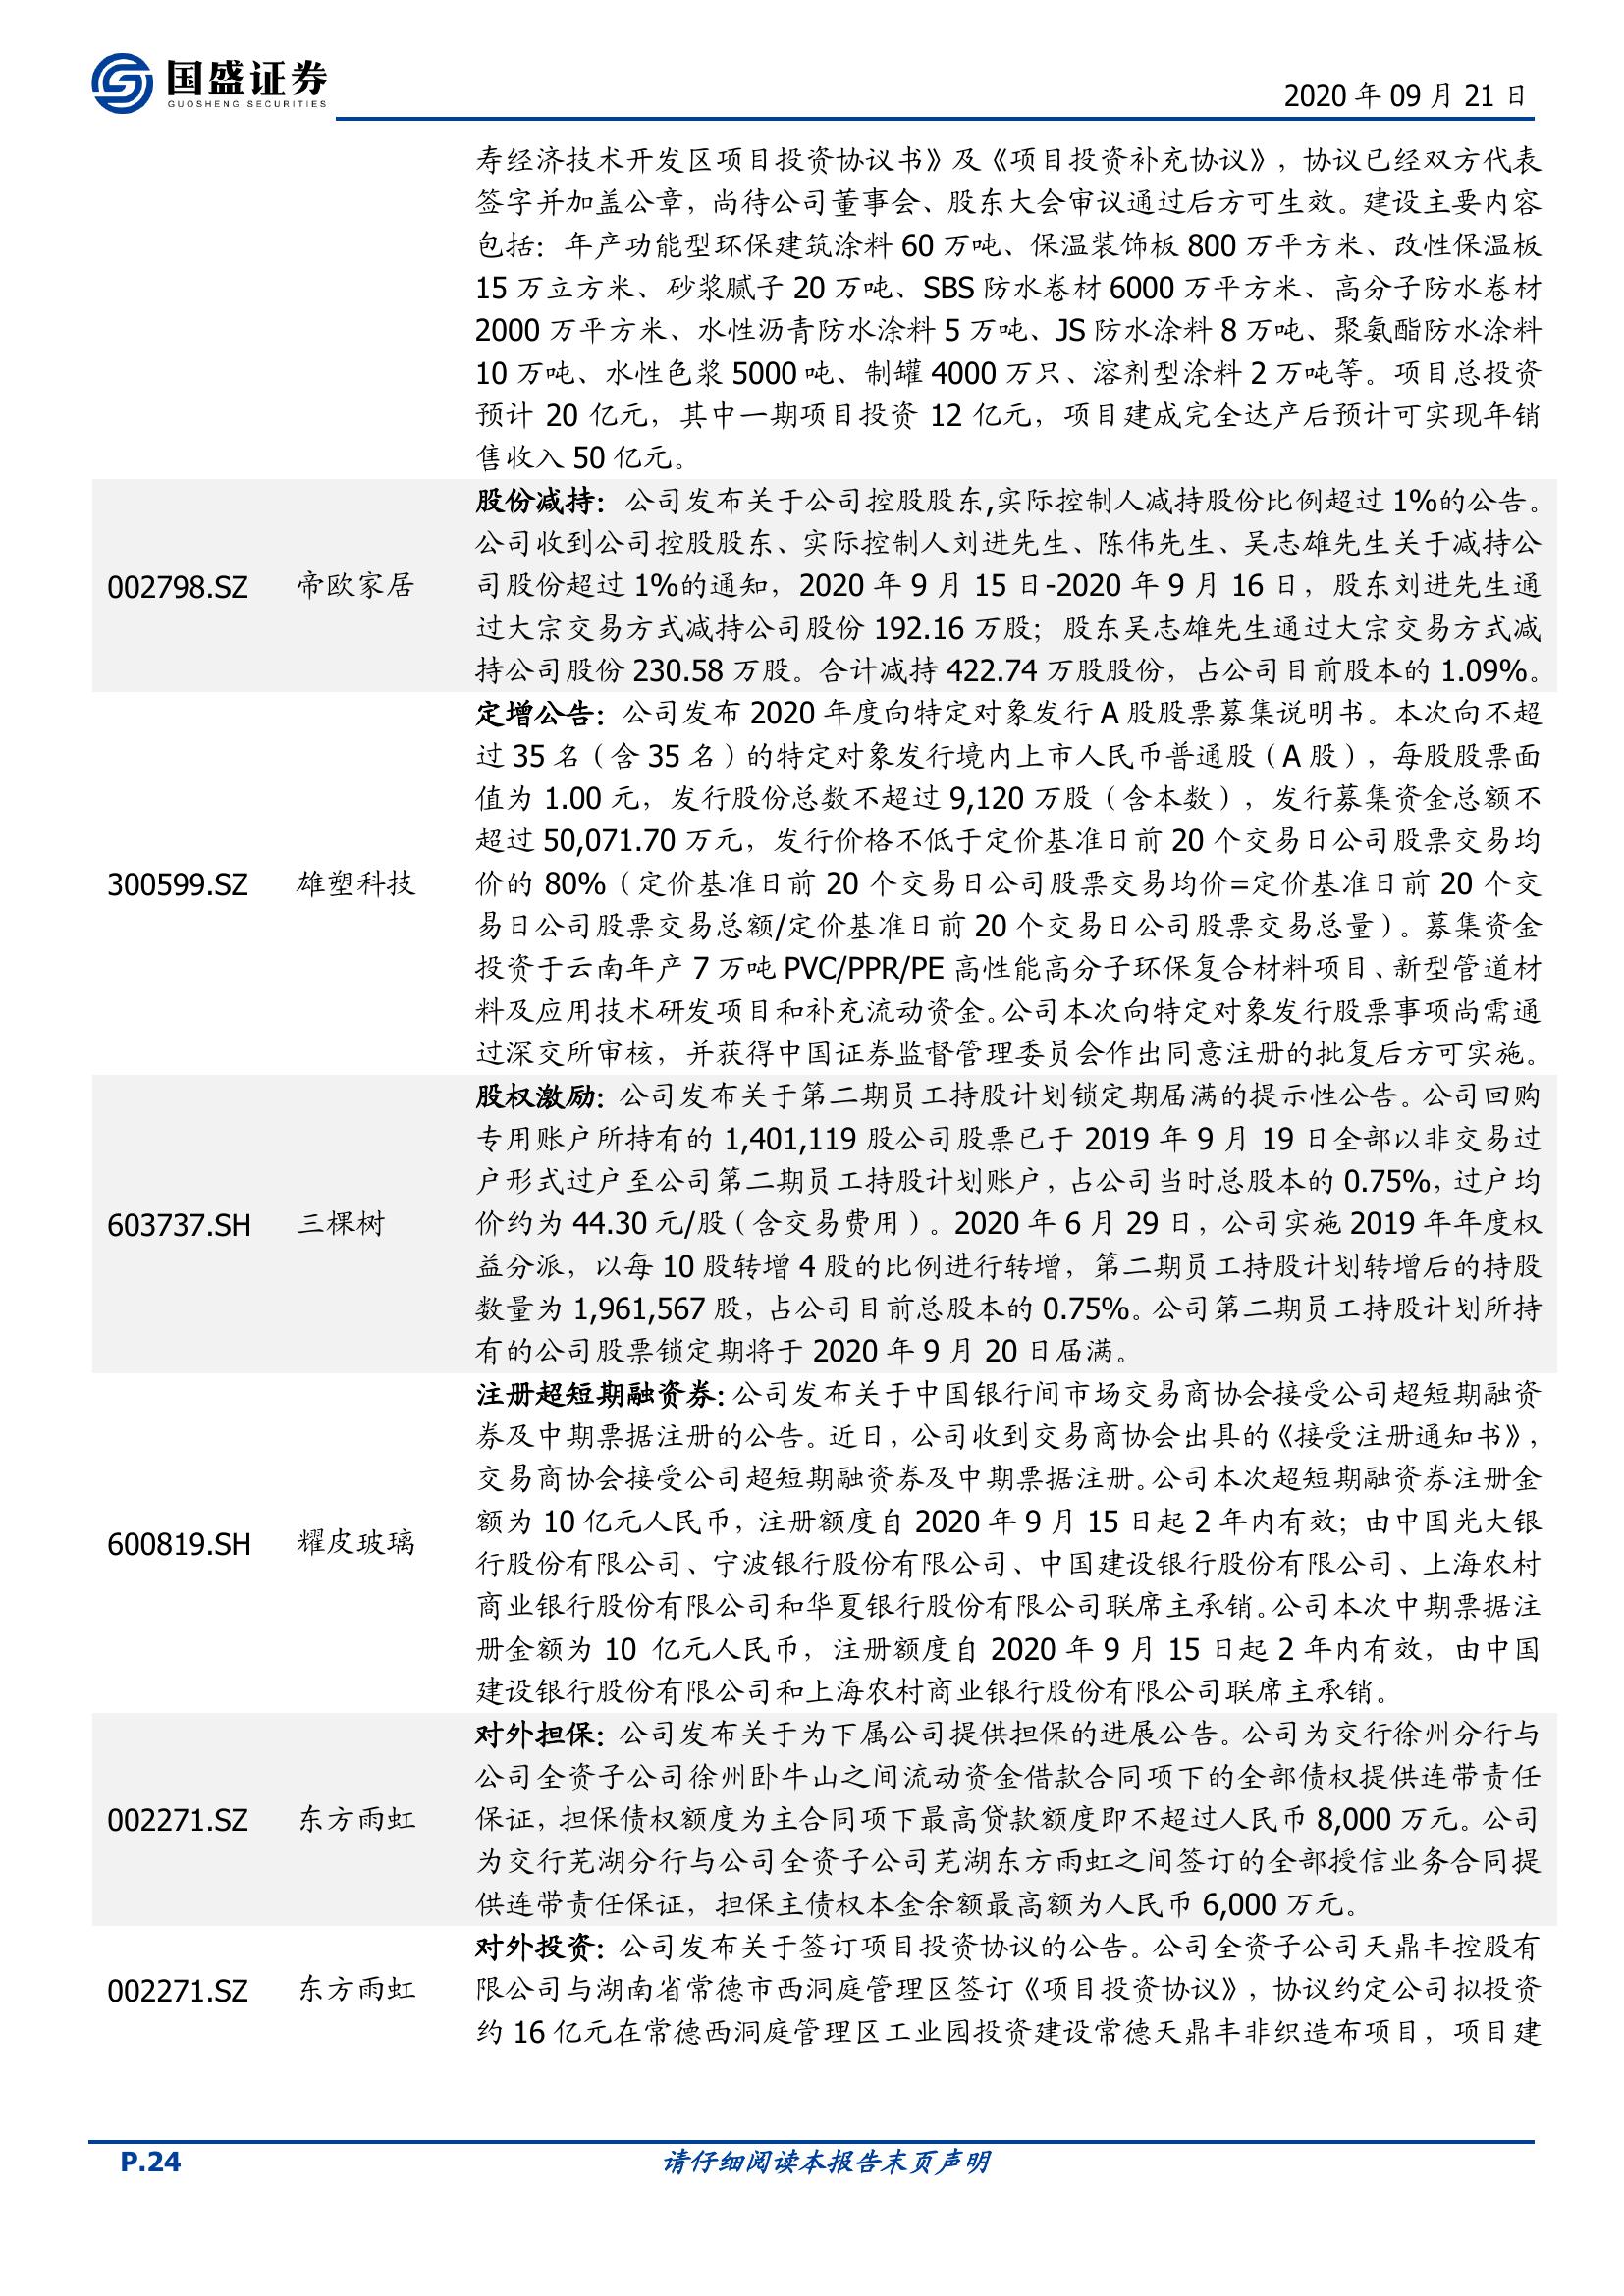 国盛证券
GUOSHENG SECURITIES
2020 年 09 月 21 日
寿经济技术开发区项目投资协议书》及《项目投资补充协议》，协议已经双方代表
签字并加盖公章，尚待公司董事会、股东大会审议通过后方可生效。建设主要内容
包括：年产功能型环保建筑涂料 60 万吨、保温装饰板 800 万平方米、改性保温板
15 万立方米、砂浆腻子 20 万吨、SBS 防水卷材 6000 万平方米、高分子防水卷材
2000 万平方米、水性沥青防水涂料 5 万吨、JS 防水涂料 8 万吨、聚氨酯防水涂料
10 万吨、水性色浆 5000 吨、制罐 4000 万只、溶剂型涂料 2 万吨等。项目总投资
预计 20 亿元，其中一期项目投资 12 亿元，项目建成完全达产后预计可实现年销
售收入 50 亿元。
002798.SZ 帝欧家居
股份减持：公司发布关于公司控股股东,实际控制人减持股份比例超过 1%的公告。
公司收到公司控股股东、实际控制人刘进先生、陈伟先生、吴志雄先生关于减持公
司股份超过 1%的通知，2020 年 9 月 15 日-2020 年 9 月 16 日，股东刘进先生通
过大宗交易方式减持公司股份 192.16 万股；股东吴志雄先生通过大宗交易方式减
持公司股份 230.58 万股。合计减持 422.74 万股股份，占公司目前股本的 1.09%。
300599.SZ 雄塑科技
定增公告：公司发布 2020 年度向特定对象发行 A 股股票募集说明书。本次向不超
过 35 名（含 35 名）的特定对象发行境内上市人民币普通股（A 股），每股股票面
值为 1.00 元，发行股份总数不超过 9,120 万股（含本数），发行募集资金总额不
超过 50,071.70 万元，发行价格不低于定价基准日前 20 个交易日公司股票交易均
价的 80%（定价基准日前 20 个交易日公司股票交易均价=定价基准日前 20 个交
易日公司股票交易总额/定价基准日前 20 个交易日公司股票交易总量）。募集资金
投资于云南年产 7 万吨 PVC/PPR/PE 高性能高分子环保复合材料项目、新型管道材
料及应用技术研发项目和补充流动资金。公司本次向特定对象发行股票事项尚需通
过深交所审核，并获得中国证券监督管理委员会作出同意注册的批复后方可实施。
603737.SH 三棵树
股权激励：公司发布关于第二期员工持股计划锁定期届满的提示性公告。公司回购
专用账户所持有的 1,401,119 股公司股票已于 2019 年 9 月 19 日全部以非交易过
户形式过户至公司第二期员工持股计划账户，占公司当时总股本的 0.75%，过户均
价约为 44.30 元/股（含交易费用）。2020 年 6 月 29 日，公司实施 2019 年年度权
益分派，以每 10 股转增 4 股的比例进行转增，第二期员工持股计划转增后的持股
数量为 1,961,567 股，占公司目前总股本的 0.75%。公司第二期员工持股计划所持
有的公司股票锁定期将于 2020 年 9 月 20 日届满。
600819.SH 耀皮玻璃
注册超短期融资券：公司发布关于中国银行间市场交易商协会接受公司超短期融资
券及中期票据注册的公告。近日，公司收到交易商协会出具的《接受注册通知书》，
交易商协会接受公司超短期融资券及中期票据注册。公司本次超短期融资券注册金
额为 10 亿元人民币，注册额度自 2020 年 9 月 15 日起 2 年内有效；由中国光大银
行股份有限公司、宁波银行股份有限公司、中国建设银行股份有限公司、上海农村
商业银行股份有限公司和华夏银行股份有限公司联席主承销。公司本次中期票据注
册金额为 10 亿元人民币，注册额度自 2020 年 9 月 15 日起 2 年内有效，由中国
建设银行股份有限公司和上海农村商业银行股份有限公司联席主承销。
002271.SZ 东方雨虹
对外担保：公司发布关于为下属公司提供担保的进展公告。公司为交行徐州分行与
公司全资子公司徐州卧牛山之间流动资金借款合同项下的全部债权提供连带责任
保证，担保债权额度为主合同项下最高贷款额度即不超过人民币 8,000 万元。公司
为交行芜湖分行与公司全资子公司芜湖东方雨虹之间签订的全部授信业务合同提
供连带责任保证，担保主债权本金余额最高额为人民币 6,000 万元。
002271.SZ 东方雨虹
对外投资：公司发布关于签订项目投资协议的公告。公司全资子公司天鼎丰控股有
限公司与湖南省常德市西洞庭管理区签订《项目投资协议》，协议约定公司拟投资
约 16 亿元在常德西洞庭管理区工业园投资建设常德天鼎丰非织造布项目，项目建
P.24
请仔细阅读本报告末页声明